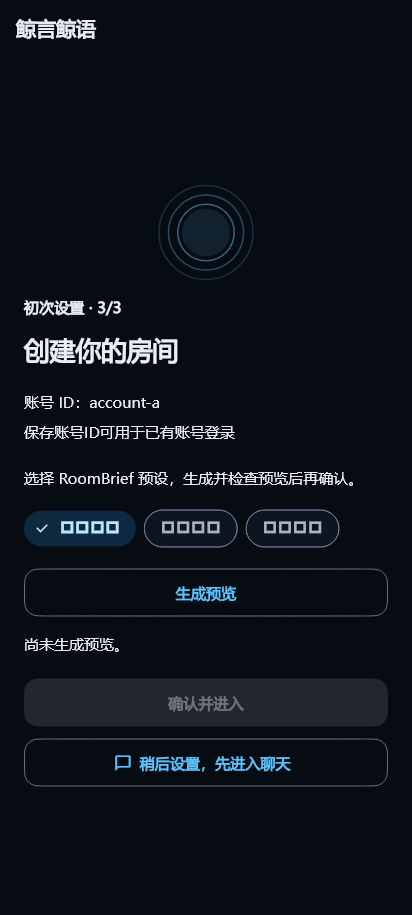 鲸言鲸语
初次设置 · 3/3
创建你的房间
账号 ID：account-a
保存账号ID可用于已有账号登录
选择 RoomBrief 预设，生成并检查预览后再确认。
生成预览
尚未生成预览。
确认并进入
稍后设置，先进入聊天